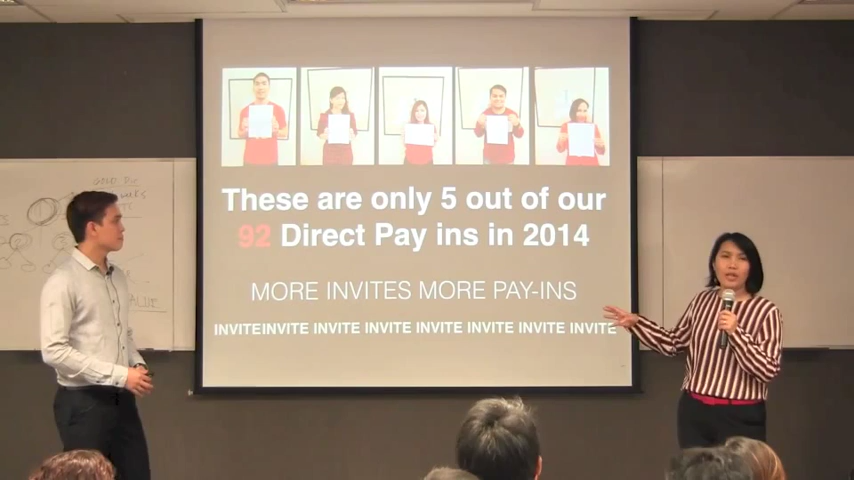 These are only 5 out of our
92 Direct Pay ins in 2014
MORE INVITES MORE PAY-INS
INVITEINVITE INVITE INVITE INVITE INVITE INVITE INVITE